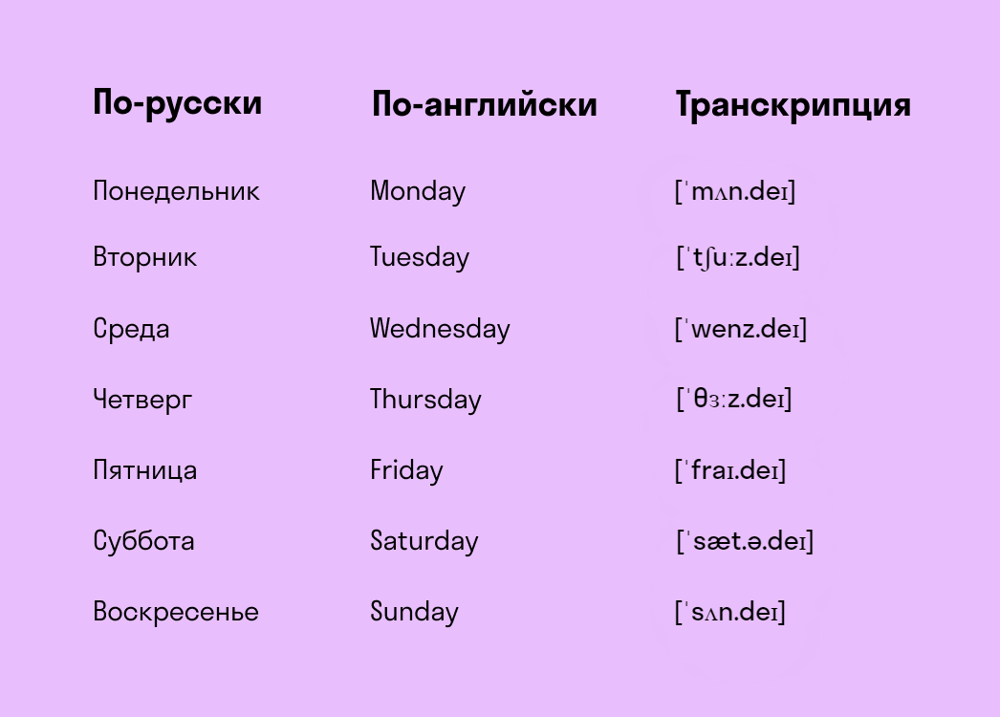 По-русски По-английски Транскрипция
Понедельник Monday [ˈmʌn.deɪ]
Вторник Tuesday [ˈtʃuːz.deɪ]
Среда Wednesday [ˈwenz.deɪ]
Четверг Thursday [ˈθɜːz.deɪ]
Пятница Friday [ˈfraɪ.deɪ]
Суббота Saturday [ˈsæt.ə.deɪ]
Воскресенье Sunday [ˈsʌn.deɪ]